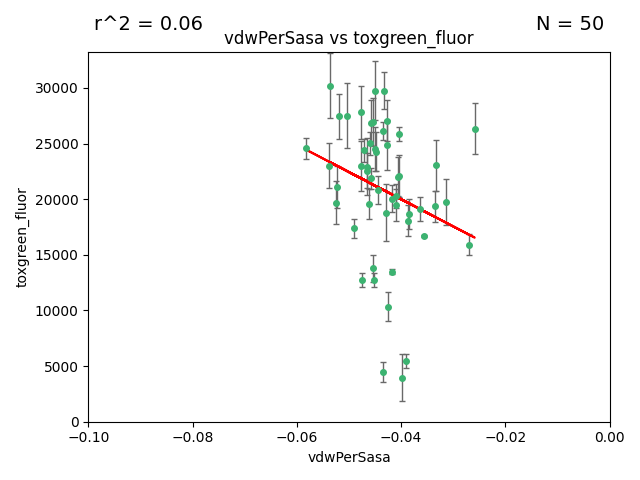 r^2 = 0.06
N = 50
vdwPerSasa vs toxgreen_fluor
30000
25000
20000
15000
10000
5000
0
toxgreen_fluor
−0.10
−0.08
−0.06
−0.04
−0.02
0.00
vdwPerSasa